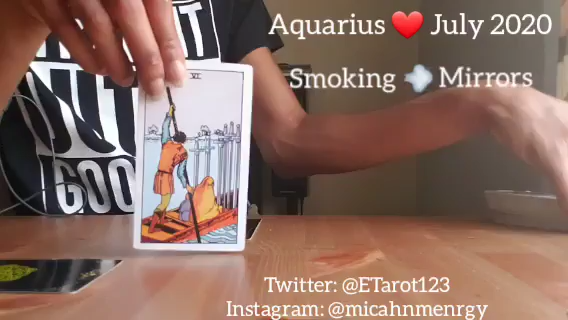 Aquarius ❤️ July 2020
Smoking 💨 Mirrors
VI
GOO
Twitter: @ETarot123
Instagram: @micahnmenrgy